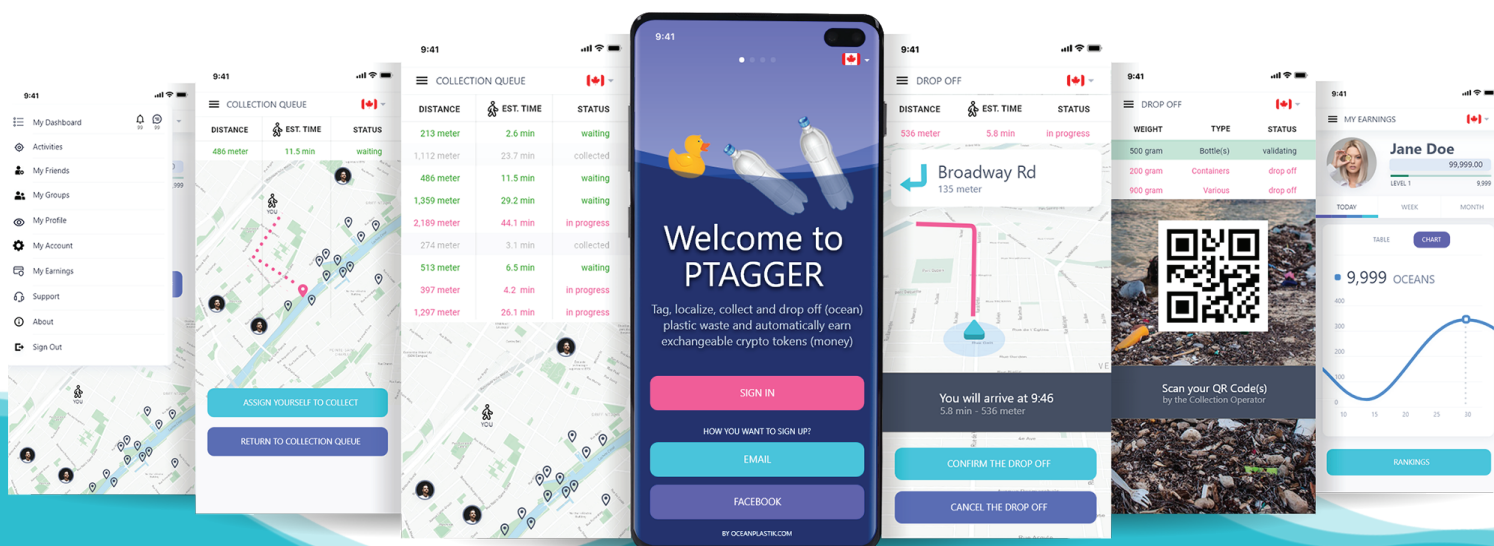 9:41
My Dashboard
99
99
Activities
My Friends
My Groups
My Profile
My Account
My Earnings
Support
About
Sign Out
9,999
YOU
9:41
COLLECTION QUEUE
DISTANCE EST. TIME STATUS
486 meter 11.5 min waiting
YOU
ASSIGN YOURSELF TO COLLECT
RETURN TO COLLECTION QUEUE
9:41
COLLECTION QUEUE
DISTANCE EST. TIME STATUS
213 meter 2.6 min waiting
1,112 meter 23.7 min collected
486 meter 11.5 min waiting
1,359 meter 29.2 min waiting
2,189 meter 44.1 min in progress
274 meter 3.1 min collected
513 meter 6.5 min waiting
397 meter 4.2 min in progress
1,297 meter 26.1 min in progress
YOU
9:41
Welcome to
PTAGGER
Tag, localize, collect and drop off (ocean)
plastic waste and automatically earn
exchangeable crypto tokens (money)
SIGN IN
HOW YOU WANT TO SIGN UP?
EMAIL
FACEBOOK
BY OCEANPLASTIK.COM
9:41
DROP OFF
DISTANCE EST. TIME STATUS
536 meter 5.8 min in progress
Broadway Rd
135 meter
You will arrive at 9:46
5.8 min - 536 meter
CONFIRM THE DROP OFF
CANCEL THE DROP OFF
9:41
DROP OFF
WEIGHT TYPE STATUS
500 gram Bottle(s) validating
200 gram Containers drop off
900 gram Various drop off
Scan your QR Code(s)
by the Collection Operator
9:41
MY EARNINGS
Jane Doe
99,999.00
LEVEL 1 9,999
TODAY WEEK MONTH
TABLE CHART
9,999 OCEANS
400
300
200
100
0
10 15 20 25 30
RANKINGS